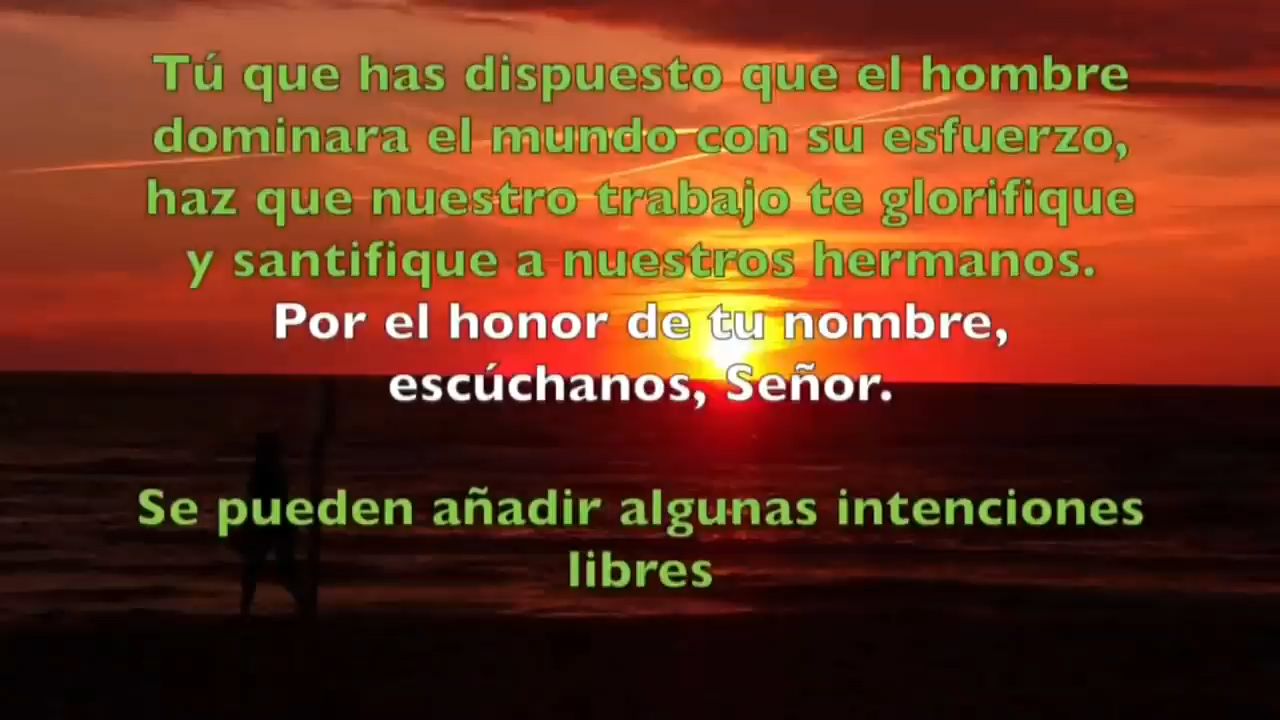 Tú que has dispuesto que el hombre
dominara el mundo con su esfuerzo,
haz que nuestro trabajo te glorifique
y santifique a nuestros hermanos.
Por el honor de tu nombre,
escúchanos, Señor.
Se pueden añadir algunas intenciones
libres